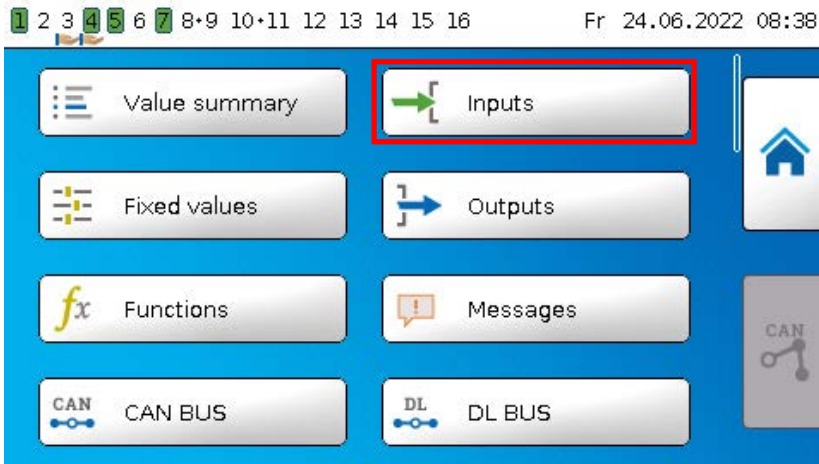 1 2 3 4 5 6 7 8•9 10•11 12 13 14 15 16 Fr 24.06.2022 08:38
Value summary Inputs
Fixed values Outputs
fx Functions ! Messages
CAN
CAN CAN BUS DL DL BUS